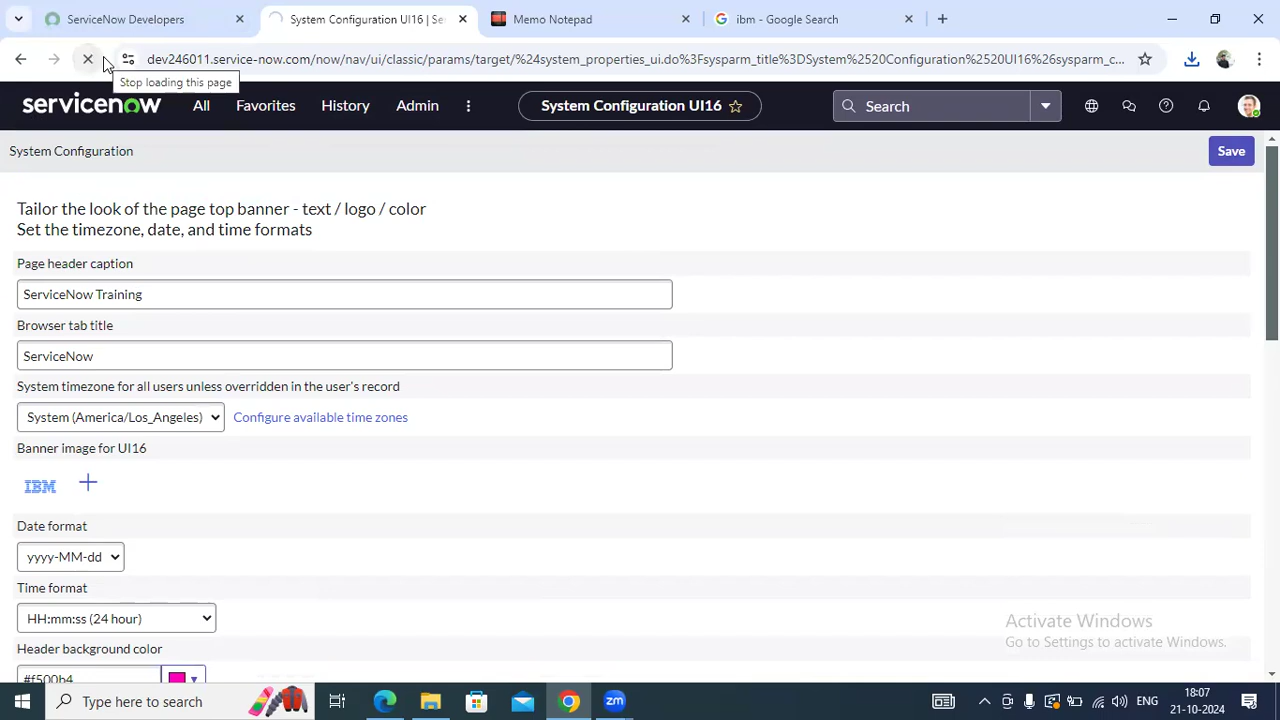 ServiceNow Developers
System Configuration UI16 | Se
Memo Notepad
ibm - Google Search
dev246011.service-now.com/now/nav/ui/classic/params/target/%24system_properties_ui.do%3Fsysparm_title%3DSystem%2520Configuration%2520UI16%26sysparm_c...
Stop loading this page
servicenow
All
Favorites
History
Admin
System Configuration UI16
Search
System Configuration
Save
Tailor the look of the page top banner - text / logo / color
Set the timezone, date, and time formats
Page header caption
ServiceNow Training
Browser tab title
ServiceNow
System timezone for all users unless overridden in the user's record
System (America/Los_Angeles)
Configure available time zones
Banner image for UI16
IBM
Date format
yyyy-MM-dd
Time format
HH:mm:ss (24 hour)
Header background color
#f500b4
Activate Windows
Go to Settings to activate Windows.
Type here to search
zm
ENG
18:07
21-10-2024